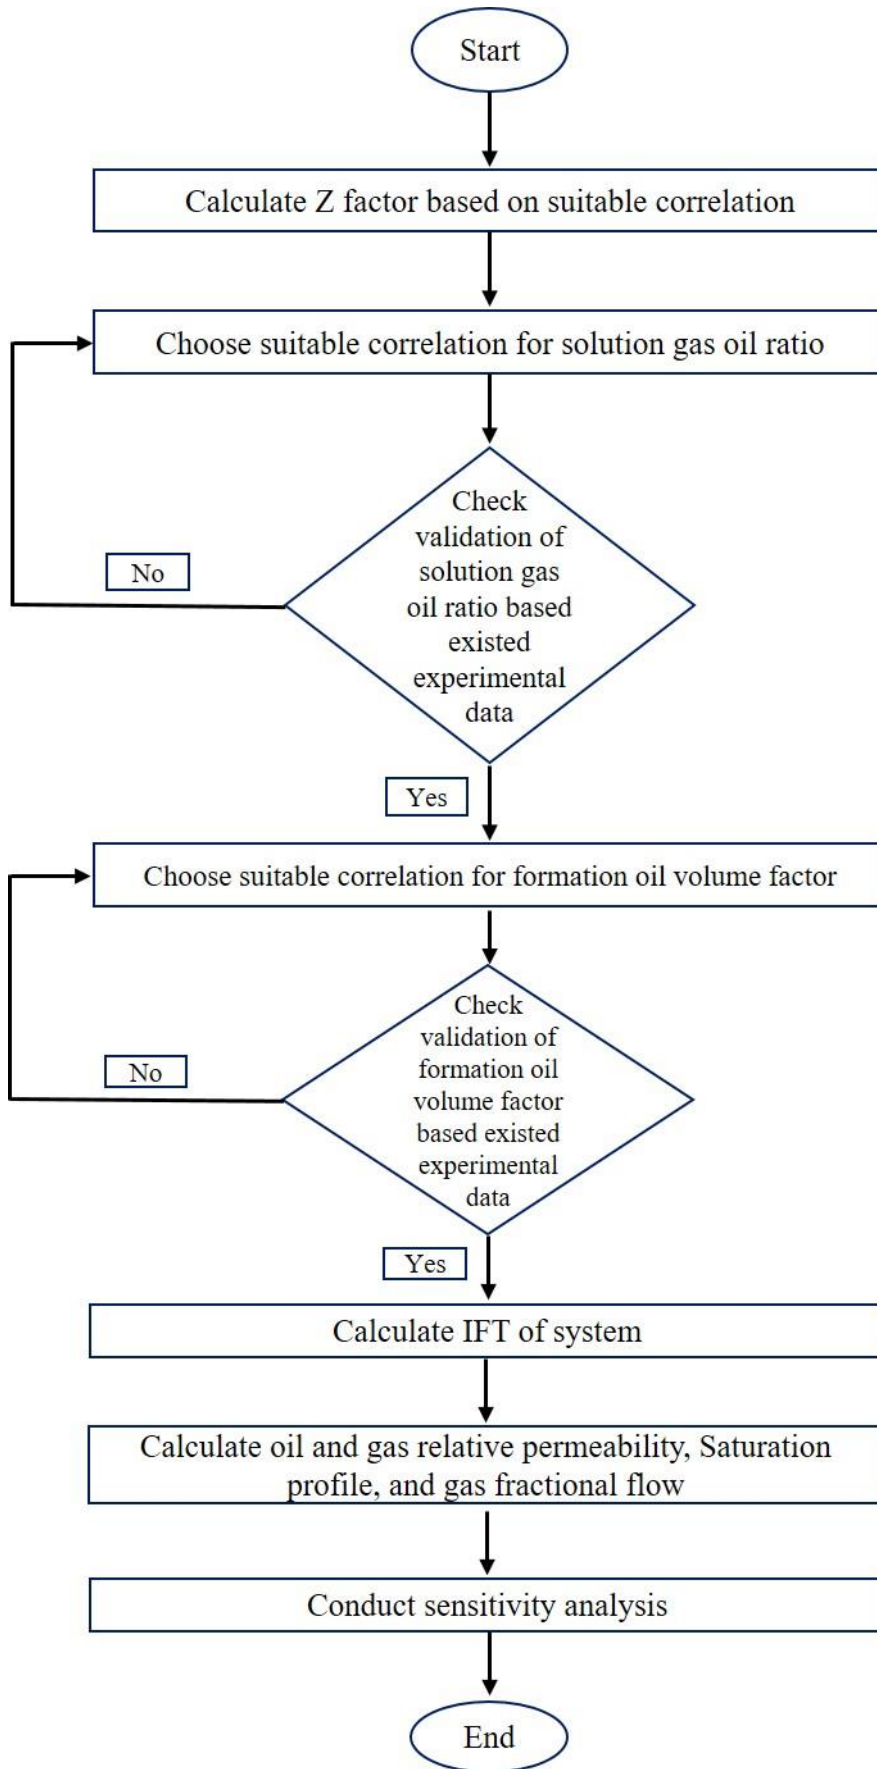 Start
Calculate Z factor based on suitable correlation
Choose suitable correlation for solution gas oil ratio
Check
validation of
solution gas
oil ratio based
existed
experimental
data
No
Yes
Choose suitable correlation for formation oil volume factor
Check
validation of
formation oil
volume factor
based existed
experimental
data
No
Yes
Calculate IFT of system
Calculate oil and gas relative permeability, Saturation
profile, and gas fractional flow
Conduct sensitivity analysis
End